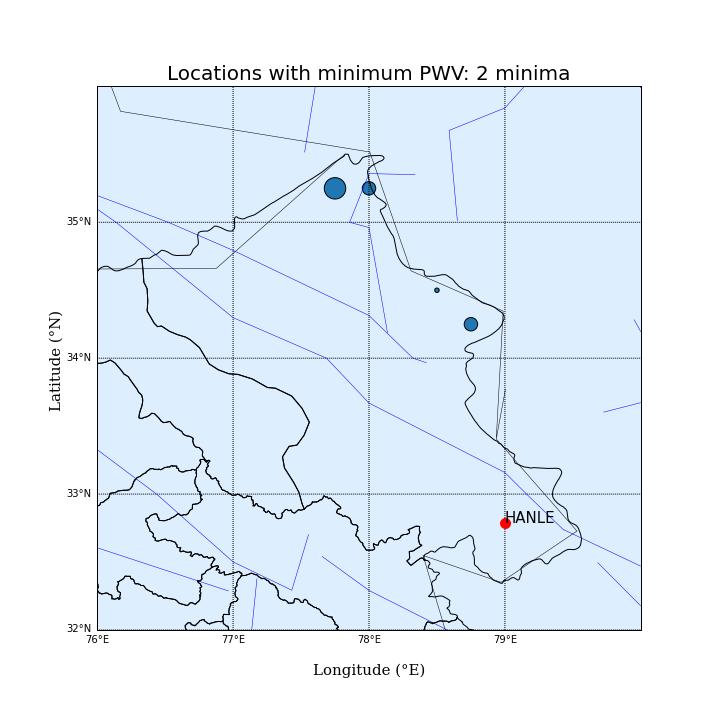 Locations with minimum PWV: 2 minima
35°N
34°N
33°N
32°N
Latitude (°N)
HANLE
76°E
77°E
78°E
79°E
Longitude (°E)